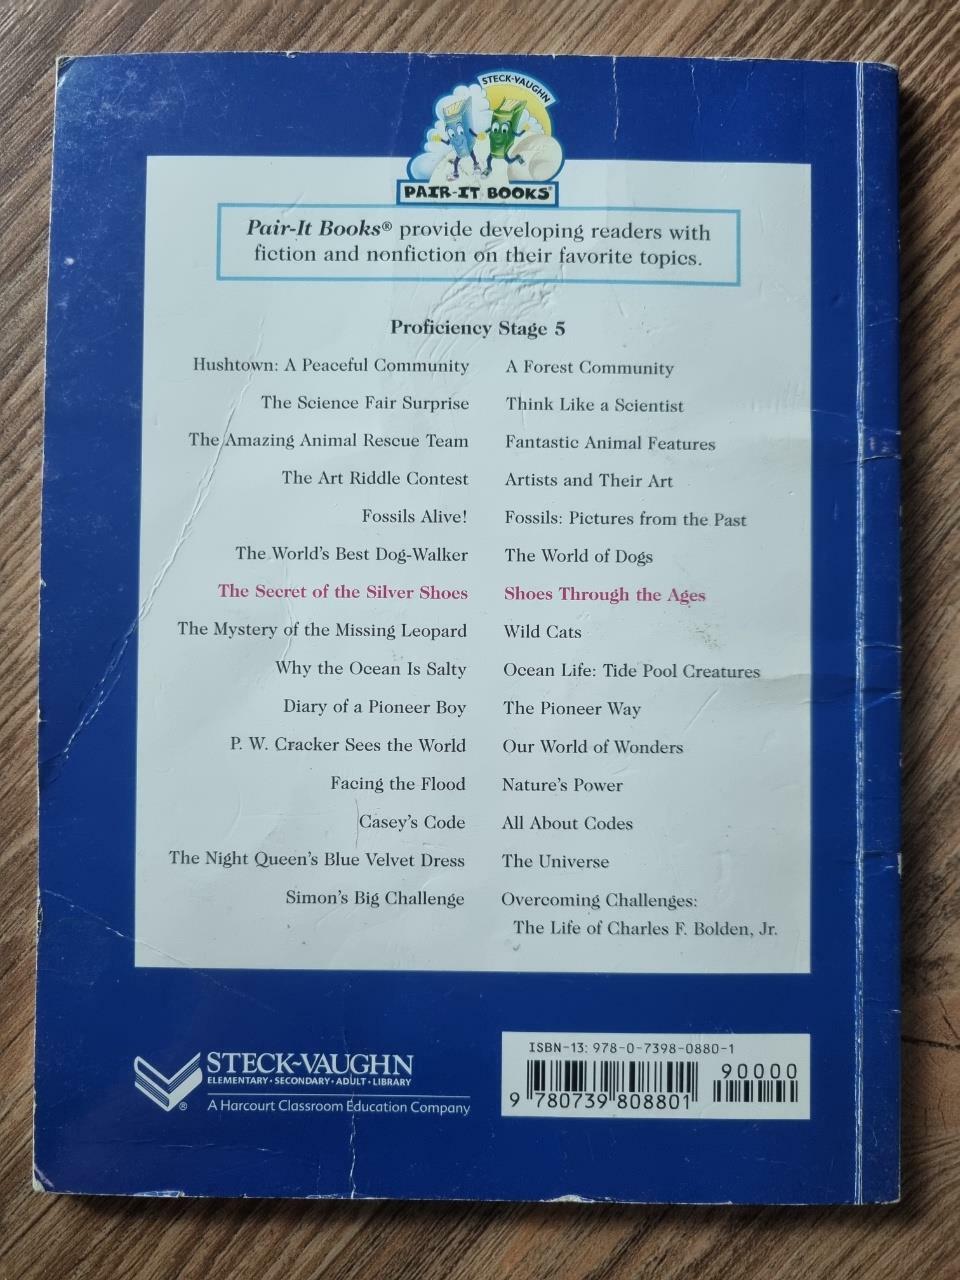 STECK-VAUGHN
PAIR-IT BOOKS®
Pair-It Books® provide developing readers with
fiction and nonfiction on their favorite topics.
Proficiency Stage 5
Hushtown: A Peaceful Community
A Forest Community
The Science Fair Surprise
Think Like a Scientist
The Amazing Animal Rescue Team
Fantastic Animal Features
The Art Riddle Contest
Artists and Their Art
Fossils Alive!
Fossils: Pictures from the Past
The World's Best Dog-Walker
The World of Dogs
The Secret of the Silver Shoes
Shoes Through the Ages
The Mystery of the Missing Leopard
Wild Cats
Why the Ocean Is Salty
Ocean Life: Tide Pool Creatures
Diary of a Pioneer Boy
The Pioneer Way
P. W. Cracker Sees the World
Our World of Wonders
Facing the Flood
Nature's Power
Casey's Code
All About Codes
The Night Queen's Blue Velvet Dress
The Universe
Simon's Big Challenge
Overcoming Challenges:
The Life of Charles F. Bolden, Jr.
STECK-VAUGHN
ELEMENTARY • SECONDARY • ADULT • LIBRARY
®
A Harcourt Classroom Education Company
ISBN-13: 978-0-7398-0880-1
90000
9 780739 808801